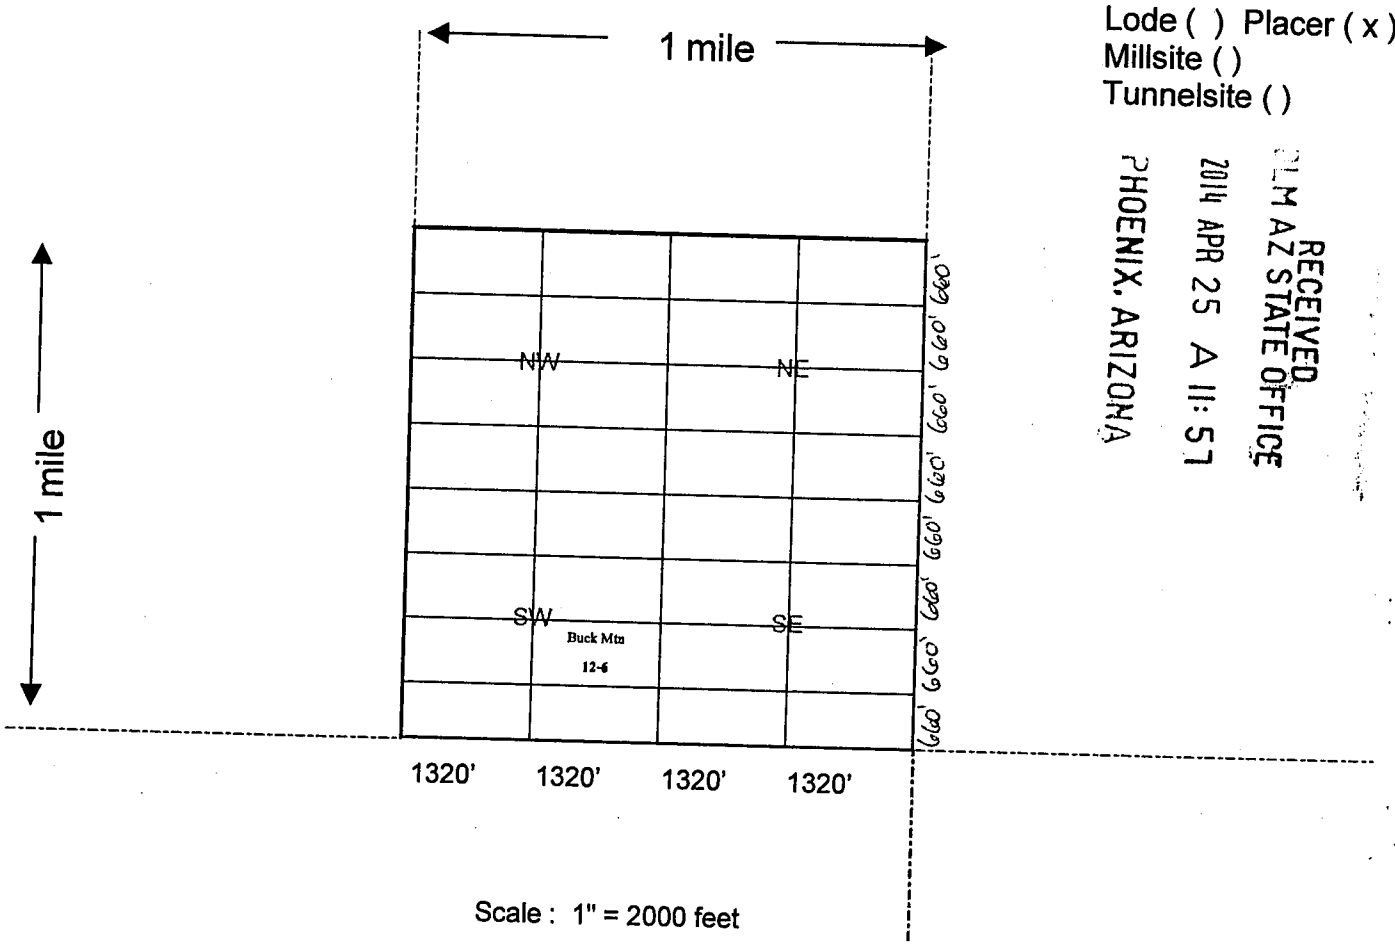 Lode ( ) Placer ( x )
Millsite ( )
Tunnelsite ( )
1 mile
1 mile
RECEIVED
BLM AZ STATE OFFICE
2014 APR 25 A 11:57
PHOENIX, ARIZONA
NW
NE
SW
SE
Buck Mtn
12-6
660'
660'
660'
660'
660'
660'
660'
660'
1320' 1320' 1320' 1320'
Scale : 1" = 2000 feet